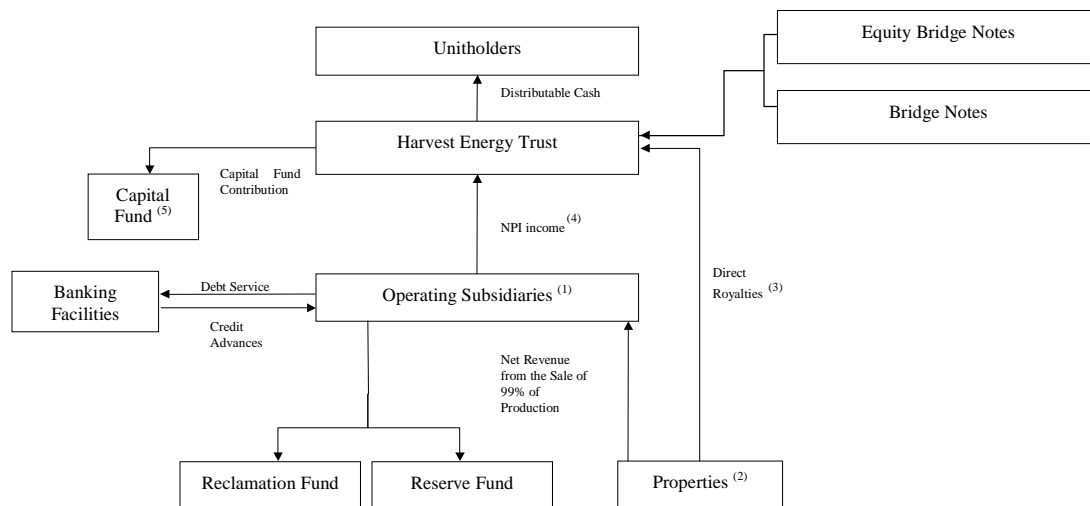 Equity Bridge Notes
Unitholders
Distributable Cash
Bridge Notes
Harvest Energy Trust
Capital Fund
Contribution
Capital
Fund (5)
NPI income (4)
Direct
Royalties (3)
Banking
Facilities
Debt Service
Operating Subsidiaries (1)
Credit
Advances
Net Revenue
from the Sale of
99% of
Production
Reclamation Fund
Reserve Fund
Properties (2)